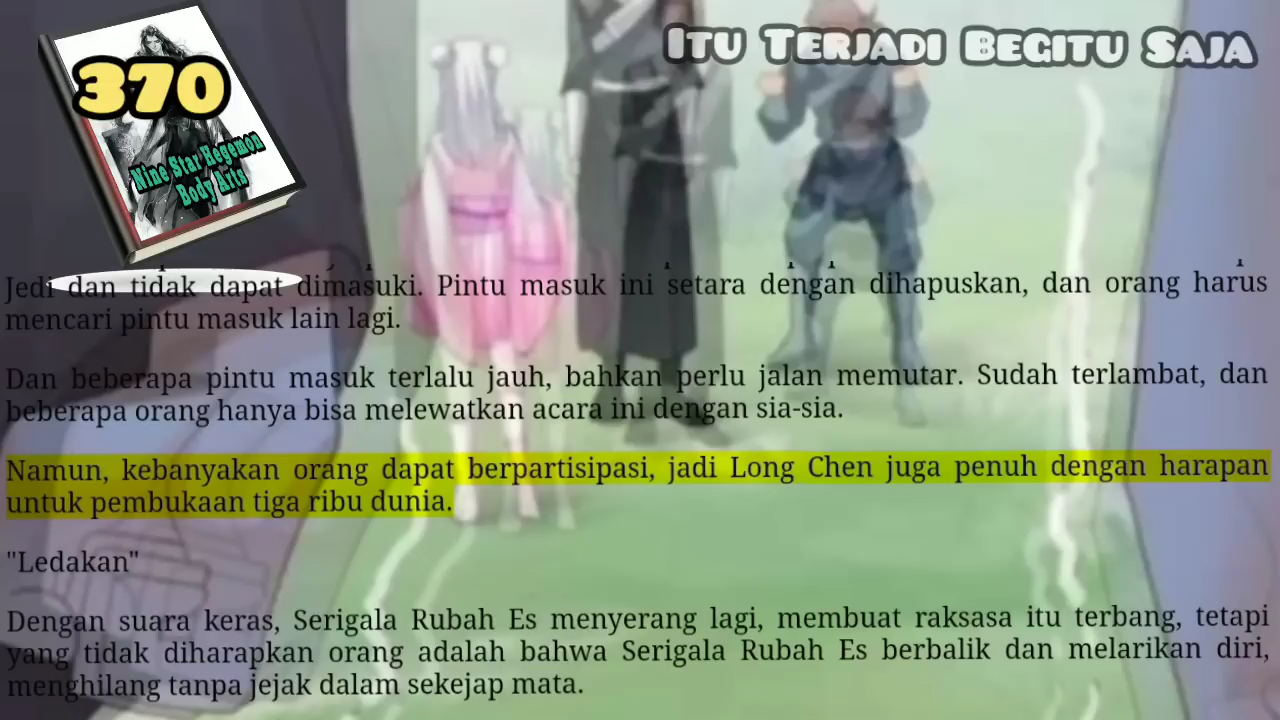 370
Nine Star Hegemon
Body Arts
Itu Terjadi Begitu Saja
Jedi dan tidak dapat dimasuki. Pintu masuk ini setara dengan dihapuskan, dan orang harus
mencari pintu masuk lain lagi.
Dan beberapa pintu masuk terlalu jauh, bahkan perlu jalan memutar. Sudah terlambat, dan
beberapa orang hanya bisa melewatkan acara ini dengan sia-sia.
Namun, kebanyakan orang dapat berpartisipasi, jadi Long Chen juga penuh dengan harapan
untuk pembukaan tiga ribu dunia.
"Ledakan"
Dengan suara keras, Serigala Rubah Es menyerang lagi, membuat raksasa itu terbang, tetapi
yang tidak diharapkan orang adalah bahwa Serigala Rubah Es berbalik dan melarikan diri,
menghilang tanpa jejak dalam sekejap mata.